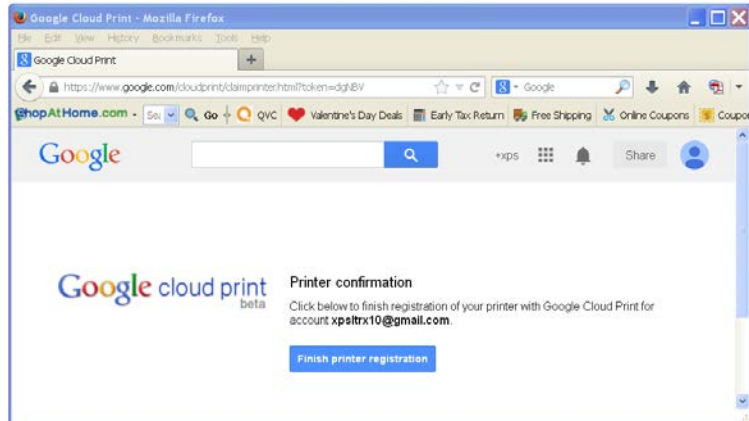 Google Cloud Print - Mozilla Firefox
File Edit View History Bookmarks Tools Help
Google Cloud Print
https://www.google.com/cloudprint/claimprinter.html?token=dgNBV
Google
ShopAtHome.com Go QVC Valentine's Day Deals Early Tax Return Free Shipping Online Coupons Coupon
Google +xps Share
Google cloud print
beta
Printer confirmation
Click below to finish registration of your printer with Google Cloud Print for
account xpsltrx10@gmail.com.
Finish printer registration